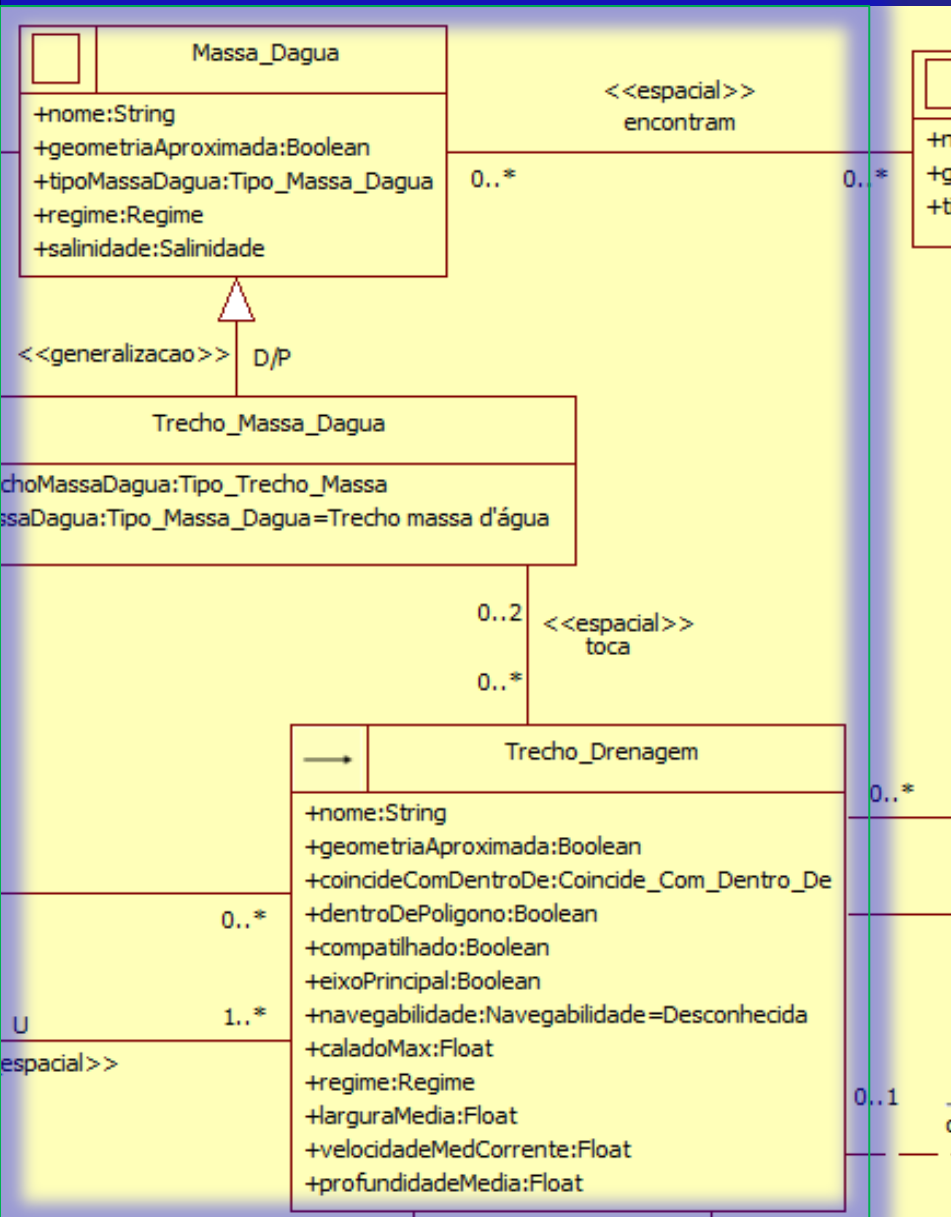 Massa_Dagua
+nome:String
+geometriaAproximada:Boolean
+tipoMassaDagua:Tipo_Massa_Dagua
+regime:Regime
+salinidade:Salinidade
<<espacial>>
encontram
0..*
0..*
+n
+g
+t
<<generalizacao>>
D/P
Trecho_Massa_Dagua
choMassaDagua:Tipo_Trecho_Massa
ssaDagua:Tipo_Massa_Dagua=Trecho massa d'água
0..2
<<espacial>>
toca
0..*
Trecho_Drenagem
+nome:String
+geometriaAproximada:Boolean
+coincideComDentroDe:Coincide_Com_Dentro_De
+dentroDePoligono:Boolean
+compatilhado:Boolean
+eixoPrincipal:Boolean
+navegabilidade:Navegabilidade=Desconhecida
+caladoMax:Float
+regime:Regime
+larguraMedia:Float
+velocidadeMedCorrente:Float
+profundidadeMedia:Float
0..*
0..*
U
1..*
espacial>>
0..1